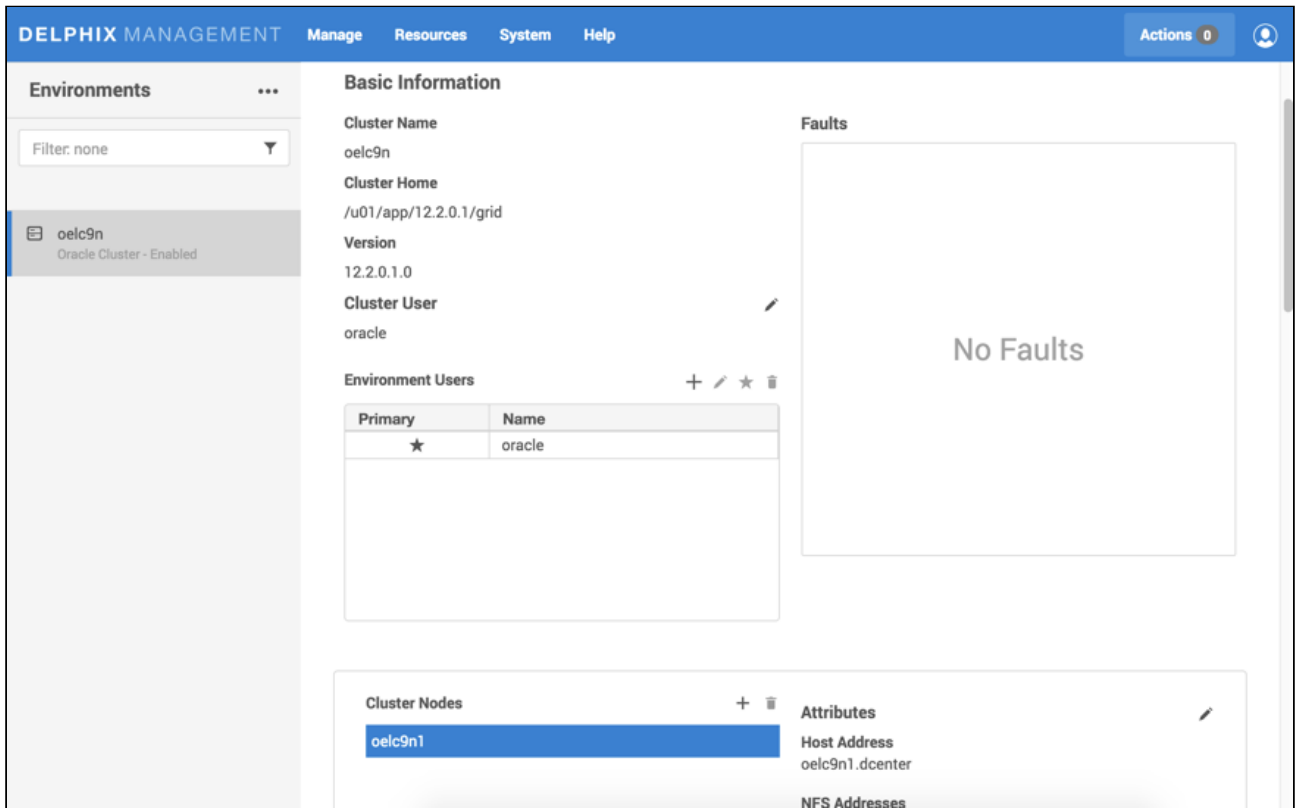 DELPHIX MANAGEMENT Manage Resources System Help Actions 0
Environments
Filter: none
oelc9n
Oracle Cluster - Enabled
Basic Information
Cluster Name
oelc9n
Cluster Home
/u01/app/12.2.0.1/grid
Version
12.2.0.1.0
Cluster User
oracle
Environment Users
Primary Name
oracle
Faults
No Faults
Cluster Nodes
oelc9n1
Attributes
Host Address
oelc9n1.dcenter
NFS Addresses